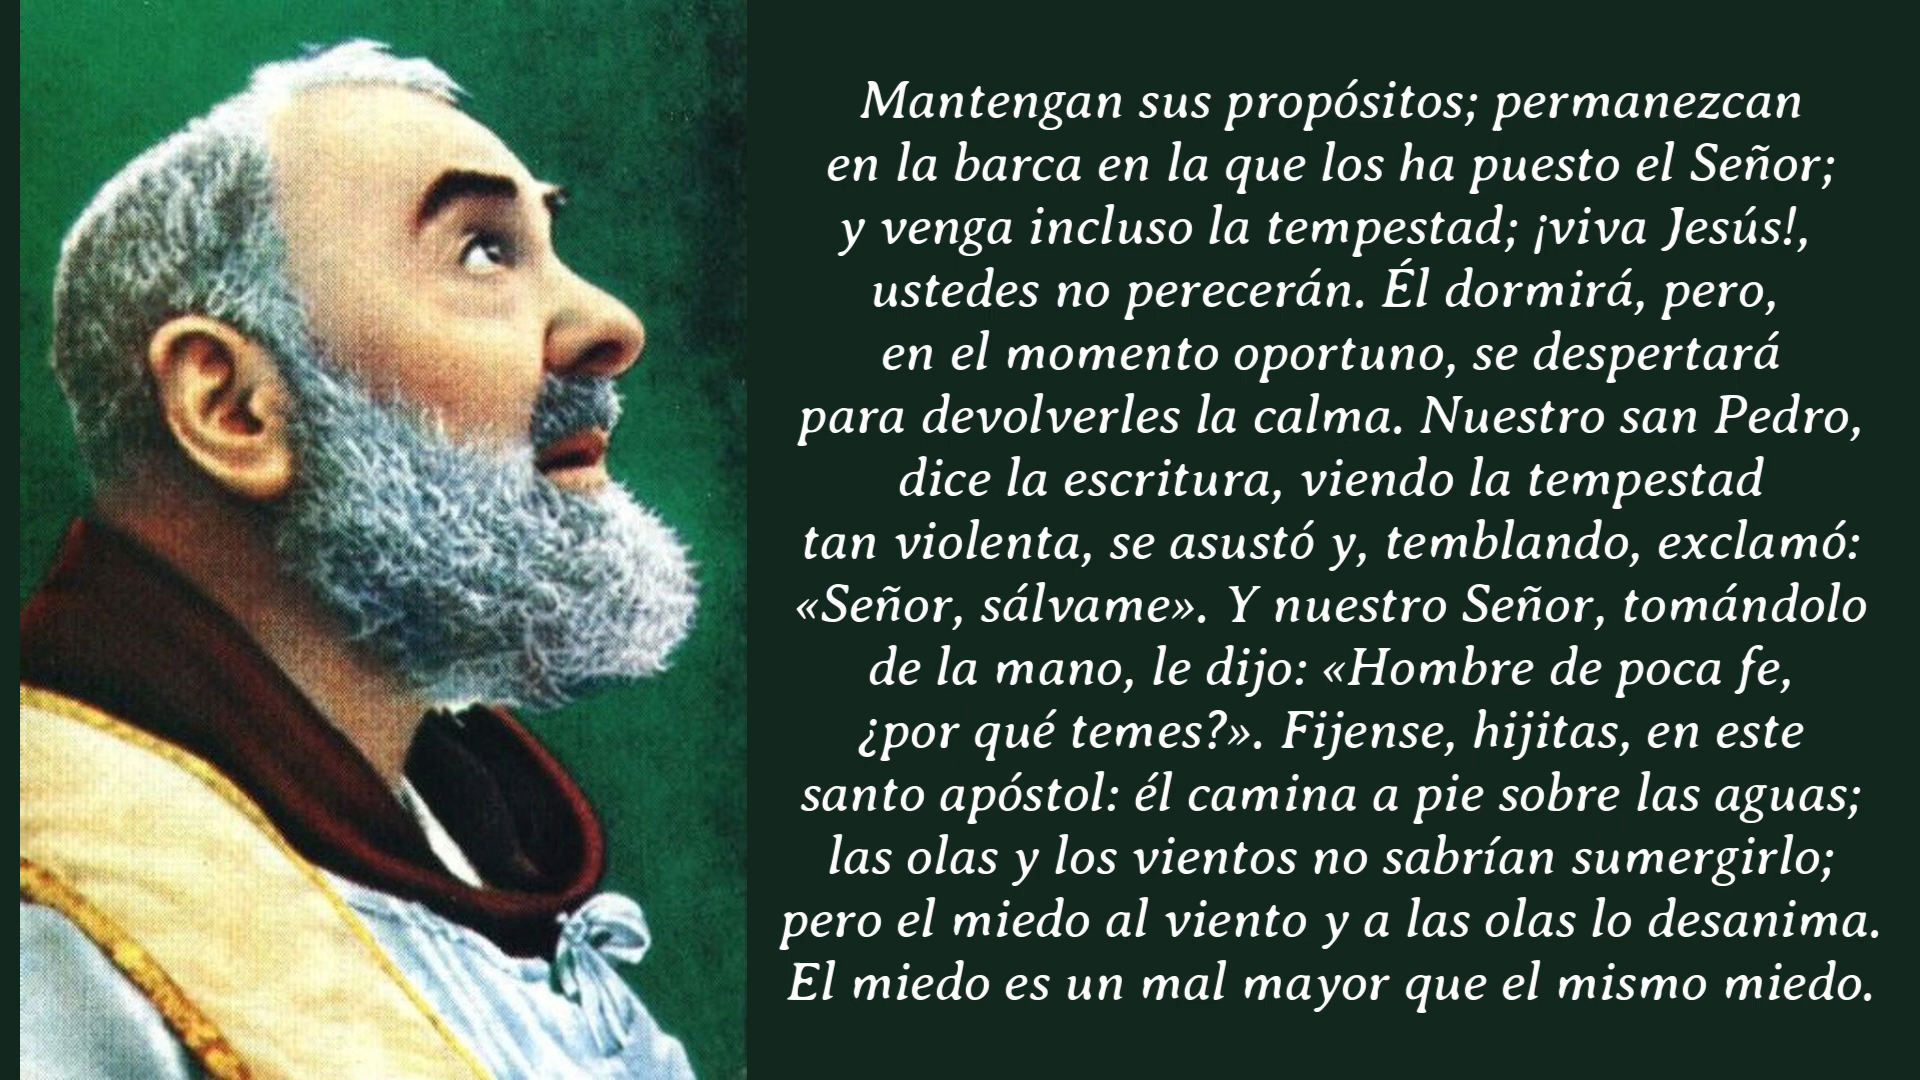 Mantengan sus propósitos; permanezcan
en la barca en la que los ha puesto el Señor;
y venga incluso la tempestad; ¡viva Jesús!,
ustedes no perecerán. Él dormirá, pero,
en el momento oportuno, se despertará
para devolverles la calma. Nuestro san Pedro,
dice la escritura, viendo la tempestad
tan violenta, se asustó y, temblando, exclamó:
«Señor, sálvame». Y nuestro Señor, tomándolo
de la mano, le dijo: «Hombre de poca fe,
¿por qué temes?». Fijense, hijitas, en este
santo apóstol: él camina a pie sobre las aguas;
las olas y los vientos no sabrían sumergirlo;
pero el miedo al viento y a las olas lo desanima.
El miedo es un mal mayor que el mismo miedo.